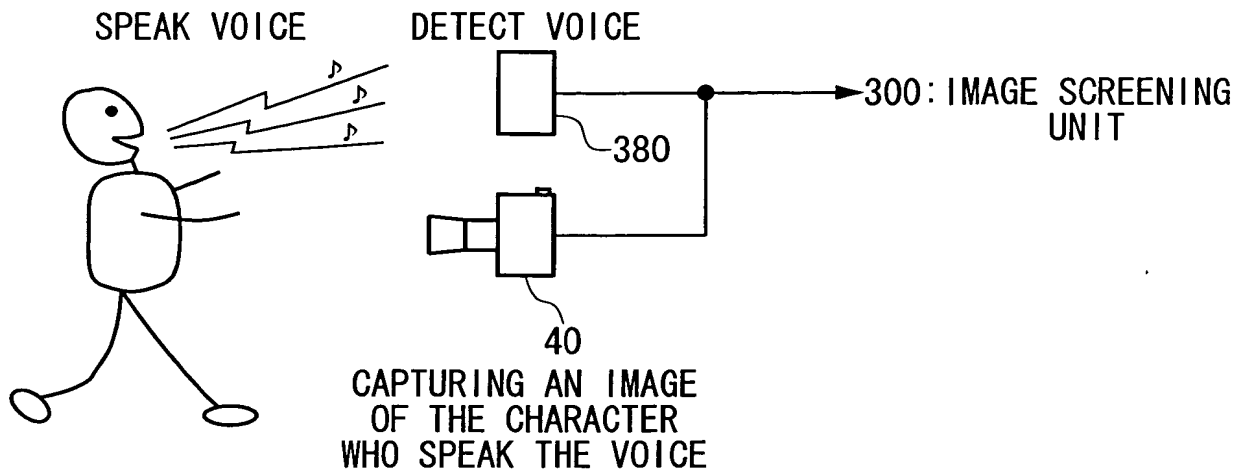 SPEAK VOICE
DETECT VOICE
380
300: IMAGE SCREENING
UNIT
40
CAPTURING AN IMAGE
OF THE CHARACTER
WHO SPEAK THE VOICE